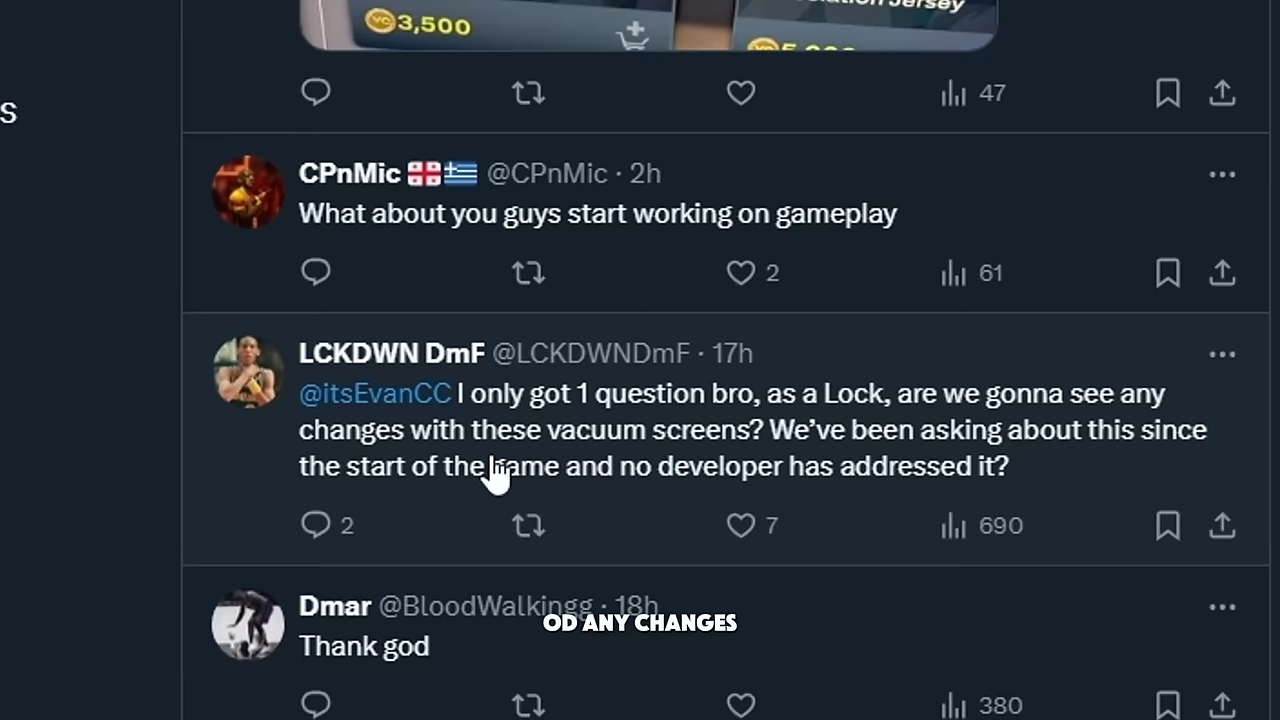 Jersey
3,500
s
47
CPnMic @CPnMic · 2h
What about you guys start working on gameplay
2 61
LCKDWN DmF @LCKDWNDmF · 17h
@itsEvanCC I only got 1 question bro, as a Lock, are we gonna see any
changes with these vacuum screens? We’ve been asking about this since
the start of the game and no developer has addressed it?
2 7 690
Dmar @BloodWalkingg · 18h
OD ANY CHANGES
Thank god
380